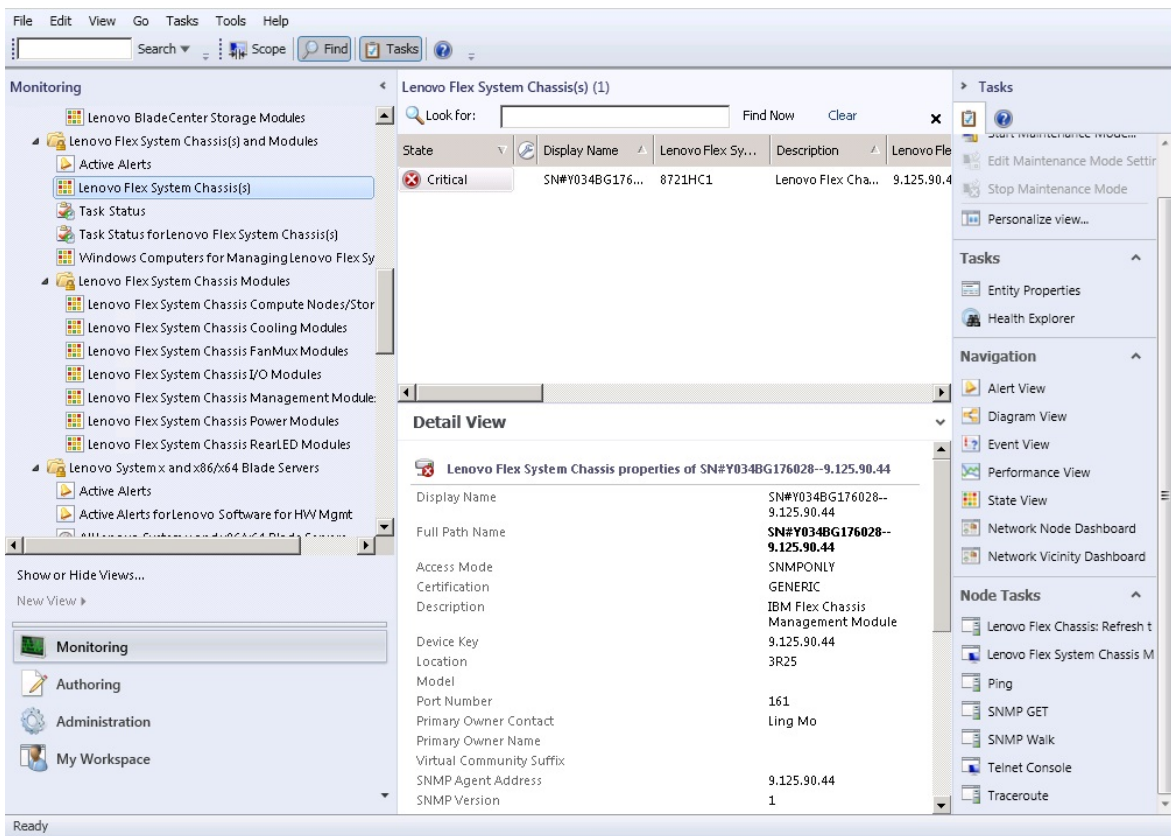 File Edit View Go Tasks Tools Help
Search Scope Find Tasks
Monitoring
Lenovo BladeCenter Storage Modules
Lenovo Flex System Chassis(s) and Modules
Active Alerts
Lenovo Flex System Chassis(s)
Task Status
Task Status forLenovo Flex System Chassis(s)
Windows Computers for ManagingLenovo Flex Sy
Lenovo Flex System Chassis Modules
Lenovo Flex System Chassis Compute Nodes/Stor
Lenovo Flex System Chassis Cooling Modules
Lenovo Flex System Chassis FanMux Modules
Lenovo Flex System Chassis I/O Modules
Lenovo Flex System Chassis Management Module:
Lenovo Flex System Chassis Power Modules
Lenovo Flex System Chassis RearLED Modules
Lenovo System x and x86/x64 Blade Servers
Active Alerts
Active Alerts forLenovo Software for HW Mgmt
Show or Hide Views...
New View
Monitoring
Authoring
Administration
My Workspace
Ready
Lenovo Flex System Chassis(s) (1)
Look for: Find Now Clear
State Display Name Lenovo Flex Sy... Description Lenovo Fle
Critical SN#Y034BG176... 8721HC1 Lenovo Flex Cha... 9.125.90.4
Detail View
Lenovo Flex System Chassis properties of SN#Y034BG176028--9.125.90.44
Display Name SN#Y034BG176028--
9.125.90.44
Full Path Name SN#Y034BG176028--
9.125.90.44
Access Mode SNMPONLY
Certification GENERIC
Description IBM Flex Chassis
Management Module
Device Key 9.125.90.44
Location 3R25
Model
Port Number 161
Primary Owner Contact Ling Mo
Primary Owner Name
Virtual Community Suffix
SNMP Agent Address 9.125.90.44
SNMP Version 1
Tasks
Start Maintenance Mode...
Edit Maintenance Mode Settin
Stop Maintenance Mode
Personalize view...
Tasks
Entity Properties
Health Explorer
Navigation
Alert View
Diagram View
Event View
Performance View
State View
Network Node Dashboard
Network Vicinity Dashboard
Node Tasks
Lenovo Flex Chassis: Refresh t
Lenovo Flex System Chassis M
Ping
SNMP GET
SNMP Walk
Telnet Console
Traceroute